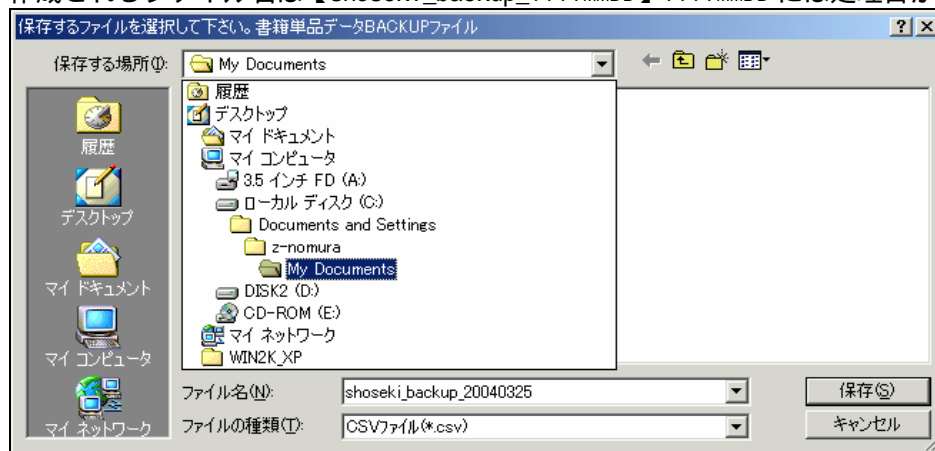 保存するファイルを選択して下さい。書籍単品データBACKUPファイル
保存する場所(I):
My Documents
履歴
デスクトップ
マイ ドキュメント
マイ コンピュータ
3.5 インチ FD (A:)
ローカル ディスク (C:)
Documents and Settings
z-nomura
My Documents
DISK2 (D:)
CD-ROM (E:)
マイ ネットワーク
WIN2K_XP
履歴
デスクトップ
マイ ドキュメント
マイ コンピュータ
マイ ネットワーク
ファイル名(N):
shoseki_backup_20040325
保存(S)
ファイルの種類(T):
CSVファイル(*.csv)
キャンセル